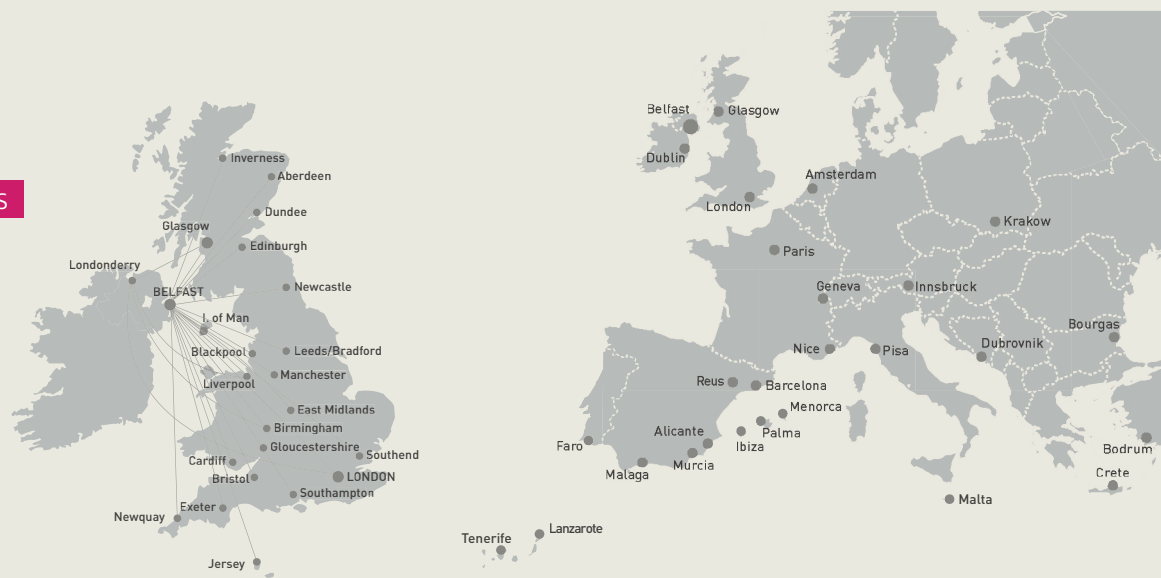 S
Inverness
Aberdeen
Dundee
Glasgow
Edinburgh
Londonderry
BELFAST
Newcastle
I. of Man
Blackpool
Leeds/Bradford
Liverpool
Manchester
East Midlands
Birmingham
Gloucestershire
Southend
Cardiff
Bristol
LONDON
Southampton
Exeter
Newquay
Jersey
Belfast
Glasgow
Dublin
London
Amsterdam
Krakow
Paris
Geneva
Innsbruck
Bourgas
Nice
Pisa
Dubrovnik
Reus
Barcelona
Menorca
Palma
Ibiza
Alicante
Murcia
Malaga
Faro
Bodrum
Crete
Malta
Tenerife
Lanzarote